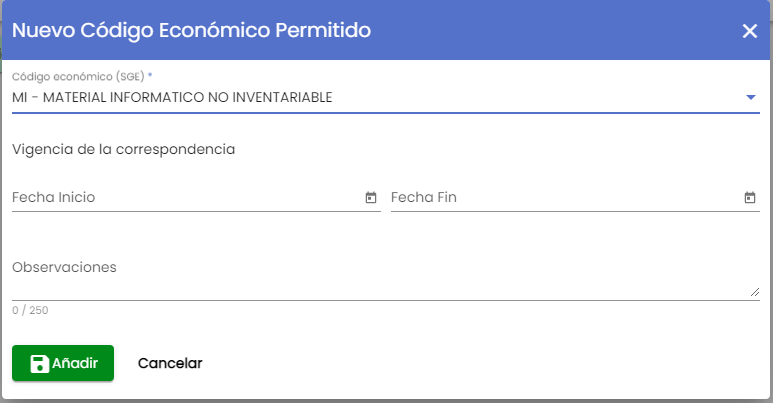 Nuevo Código Económico Permitido
Código económico (SGE) *
MI - MATERIAL INFORMATICO NO INVENTARIABLE
Vigencia de la correspondencia
Fecha Inicio
Fecha Fin
Observaciones
0 / 250
Añadir
Cancelar